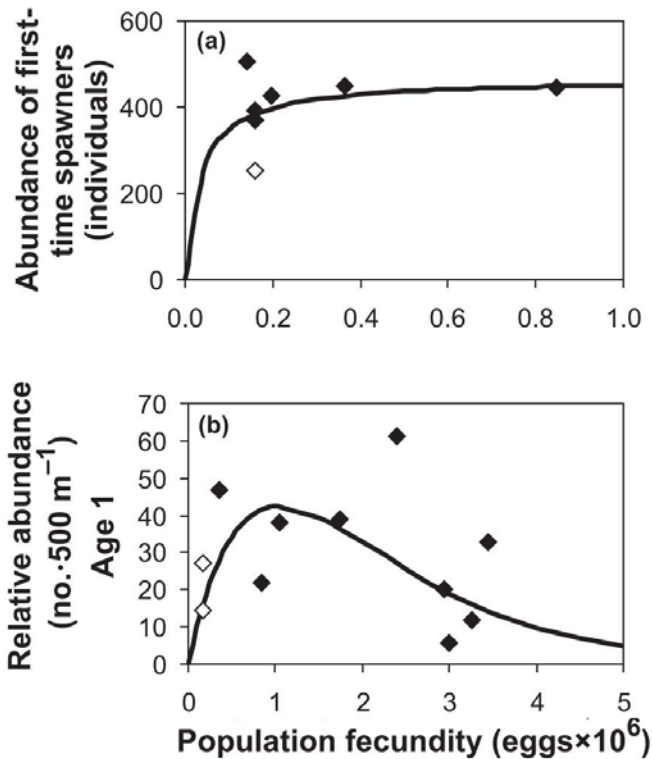 Abundance of first-
time spawners
(individuals)
(a)
600
400
200
0
0.0 0.2 0.4 0.6 0.8 1.0
Relative abundance
(no.·500 m⁻¹)
Age 1
(b)
70
60
50
40
30
20
10
0
0 1 2 3 4 5
Population fecundity (eggs×10⁶)